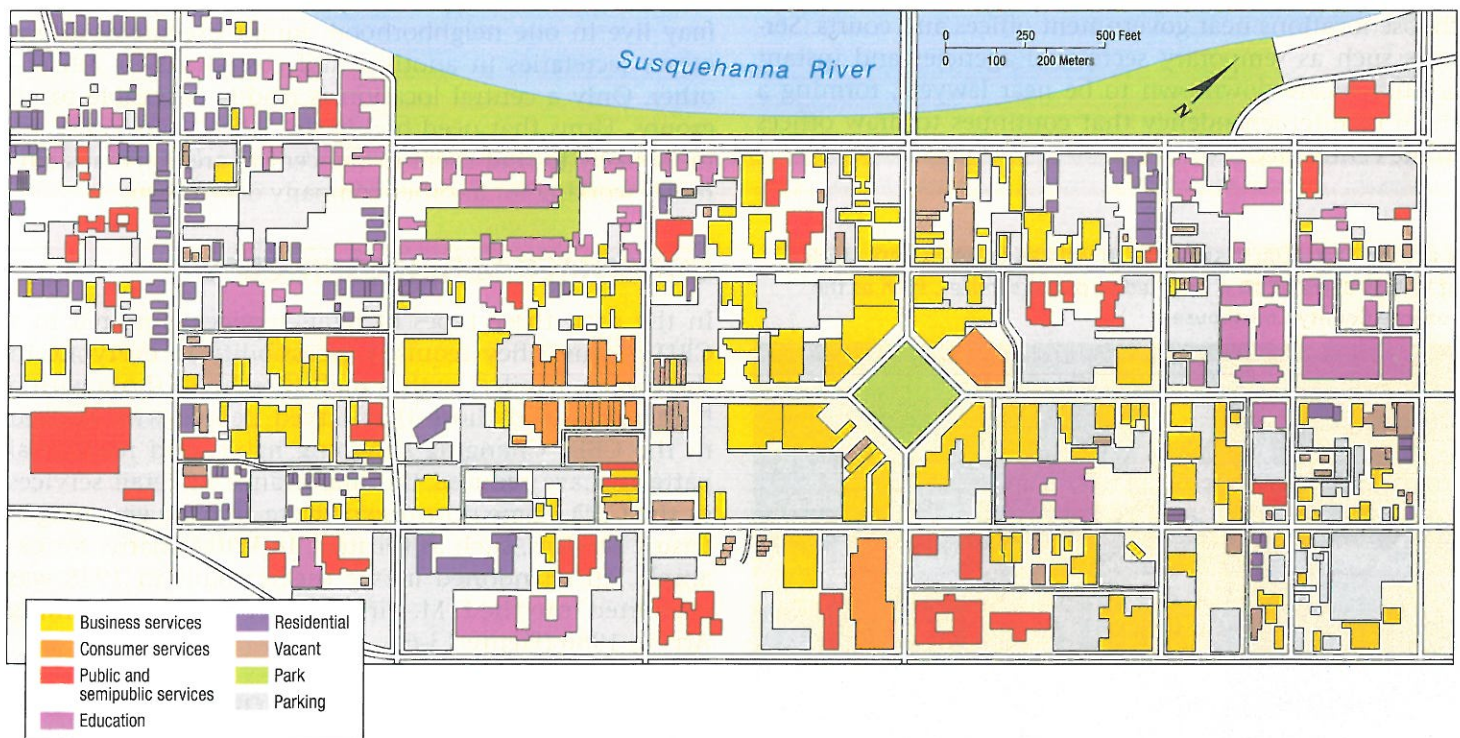 Susquehanna River
0 250 500 Feet
0 100 200 Meters
N
Business services
Consumer services
Public and
semipublic services
Education
Residential
Vacant
Park
Parking